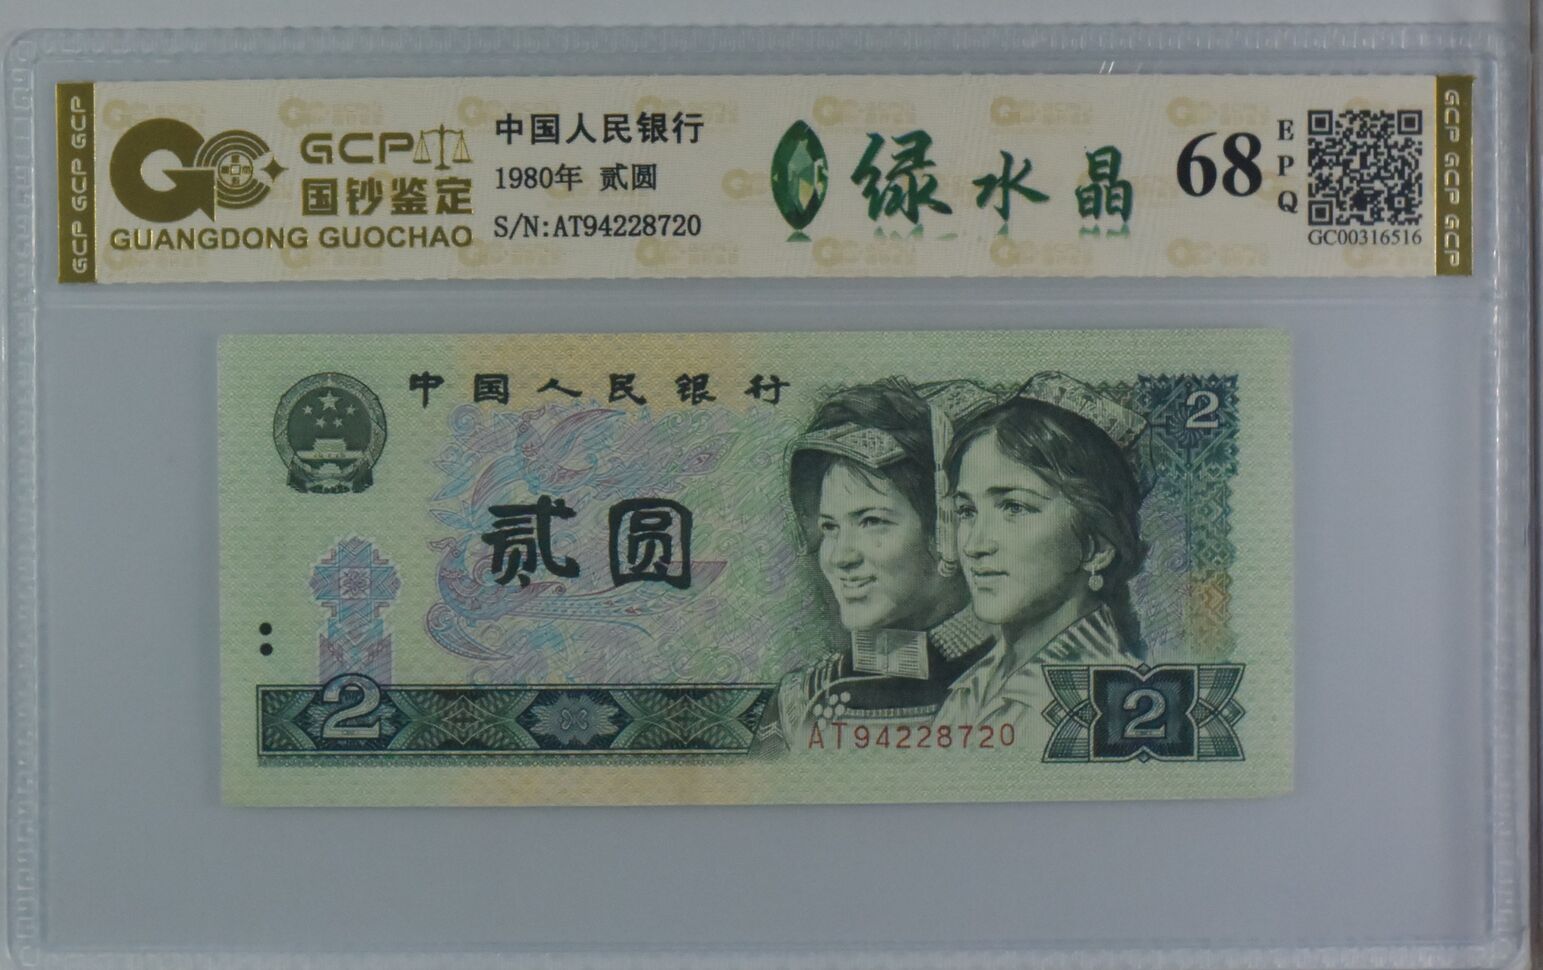 GCP GCP GCP
GCP
国钞鉴定
GUANGDONG GUOCHAO
中国人民银行
1980年 贰圆
S/N:AT94228720
绿水晶
68
EPQ
GC00316516
GCP GCP GCP
中国人民银行
2
贰圆
2
AT94228720
2